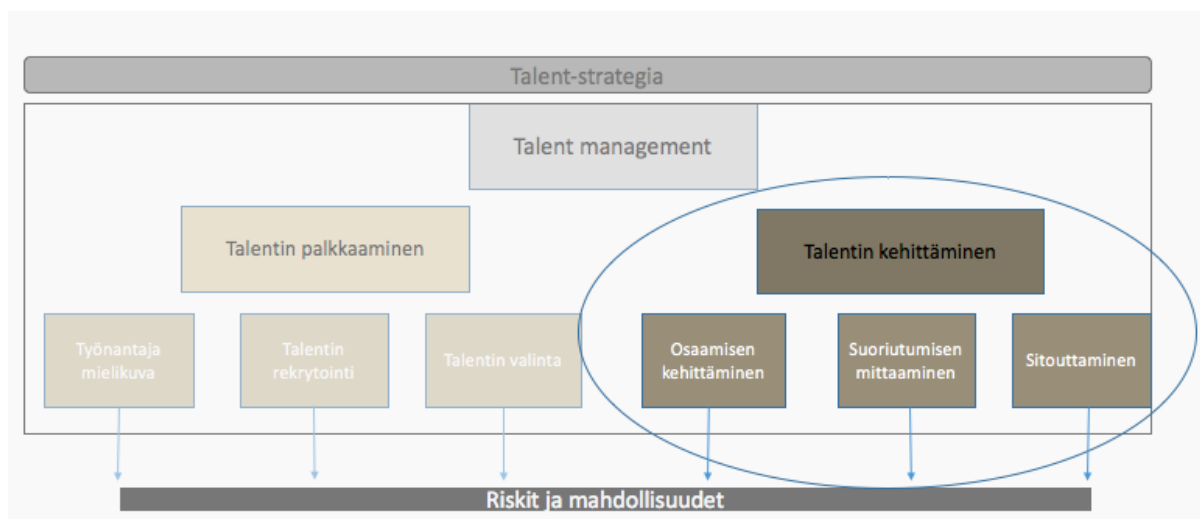 Talent-strategia
Talent management
Talentin palkkaaminen
Talentin kehittäminen
Työnantaja
mielikuva
Talentin
rekrytointi
Talentin valinta
Osaamisen
kehittäminen
Suoriutumisen
mittaaminen
Sitouttaminen
Riskit ja mahdollisuudet